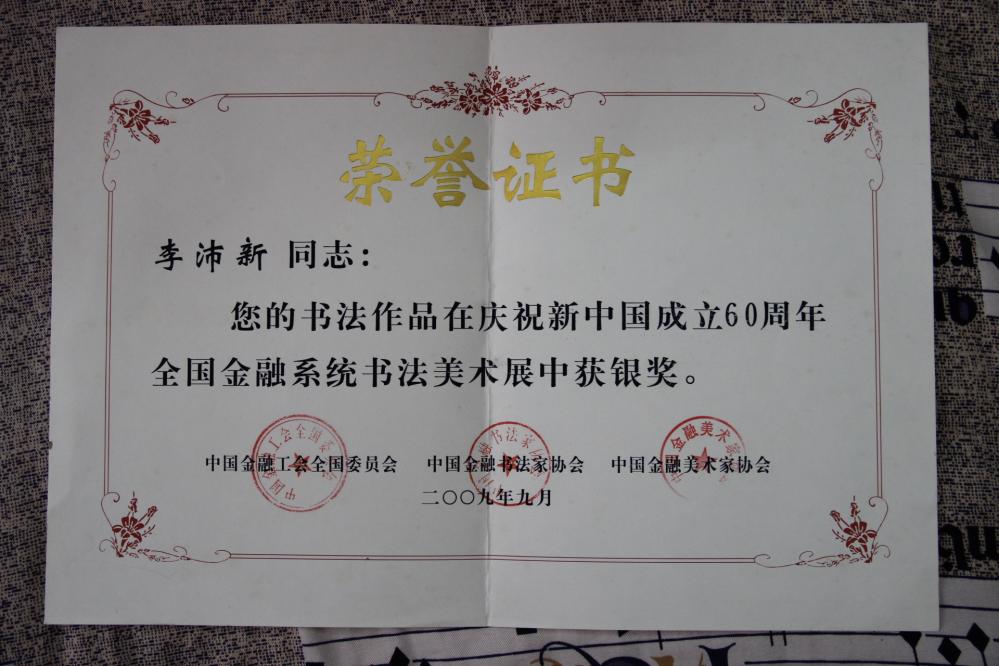 荣誉证书
李沛新 同志：
您的书法作品在庆祝新中国成立60周年
全国金融系统书法美术展中获银奖。
中国金融工会全国委员会 中国金融书法家协会 中国金融美术家协会
二〇〇九年九月